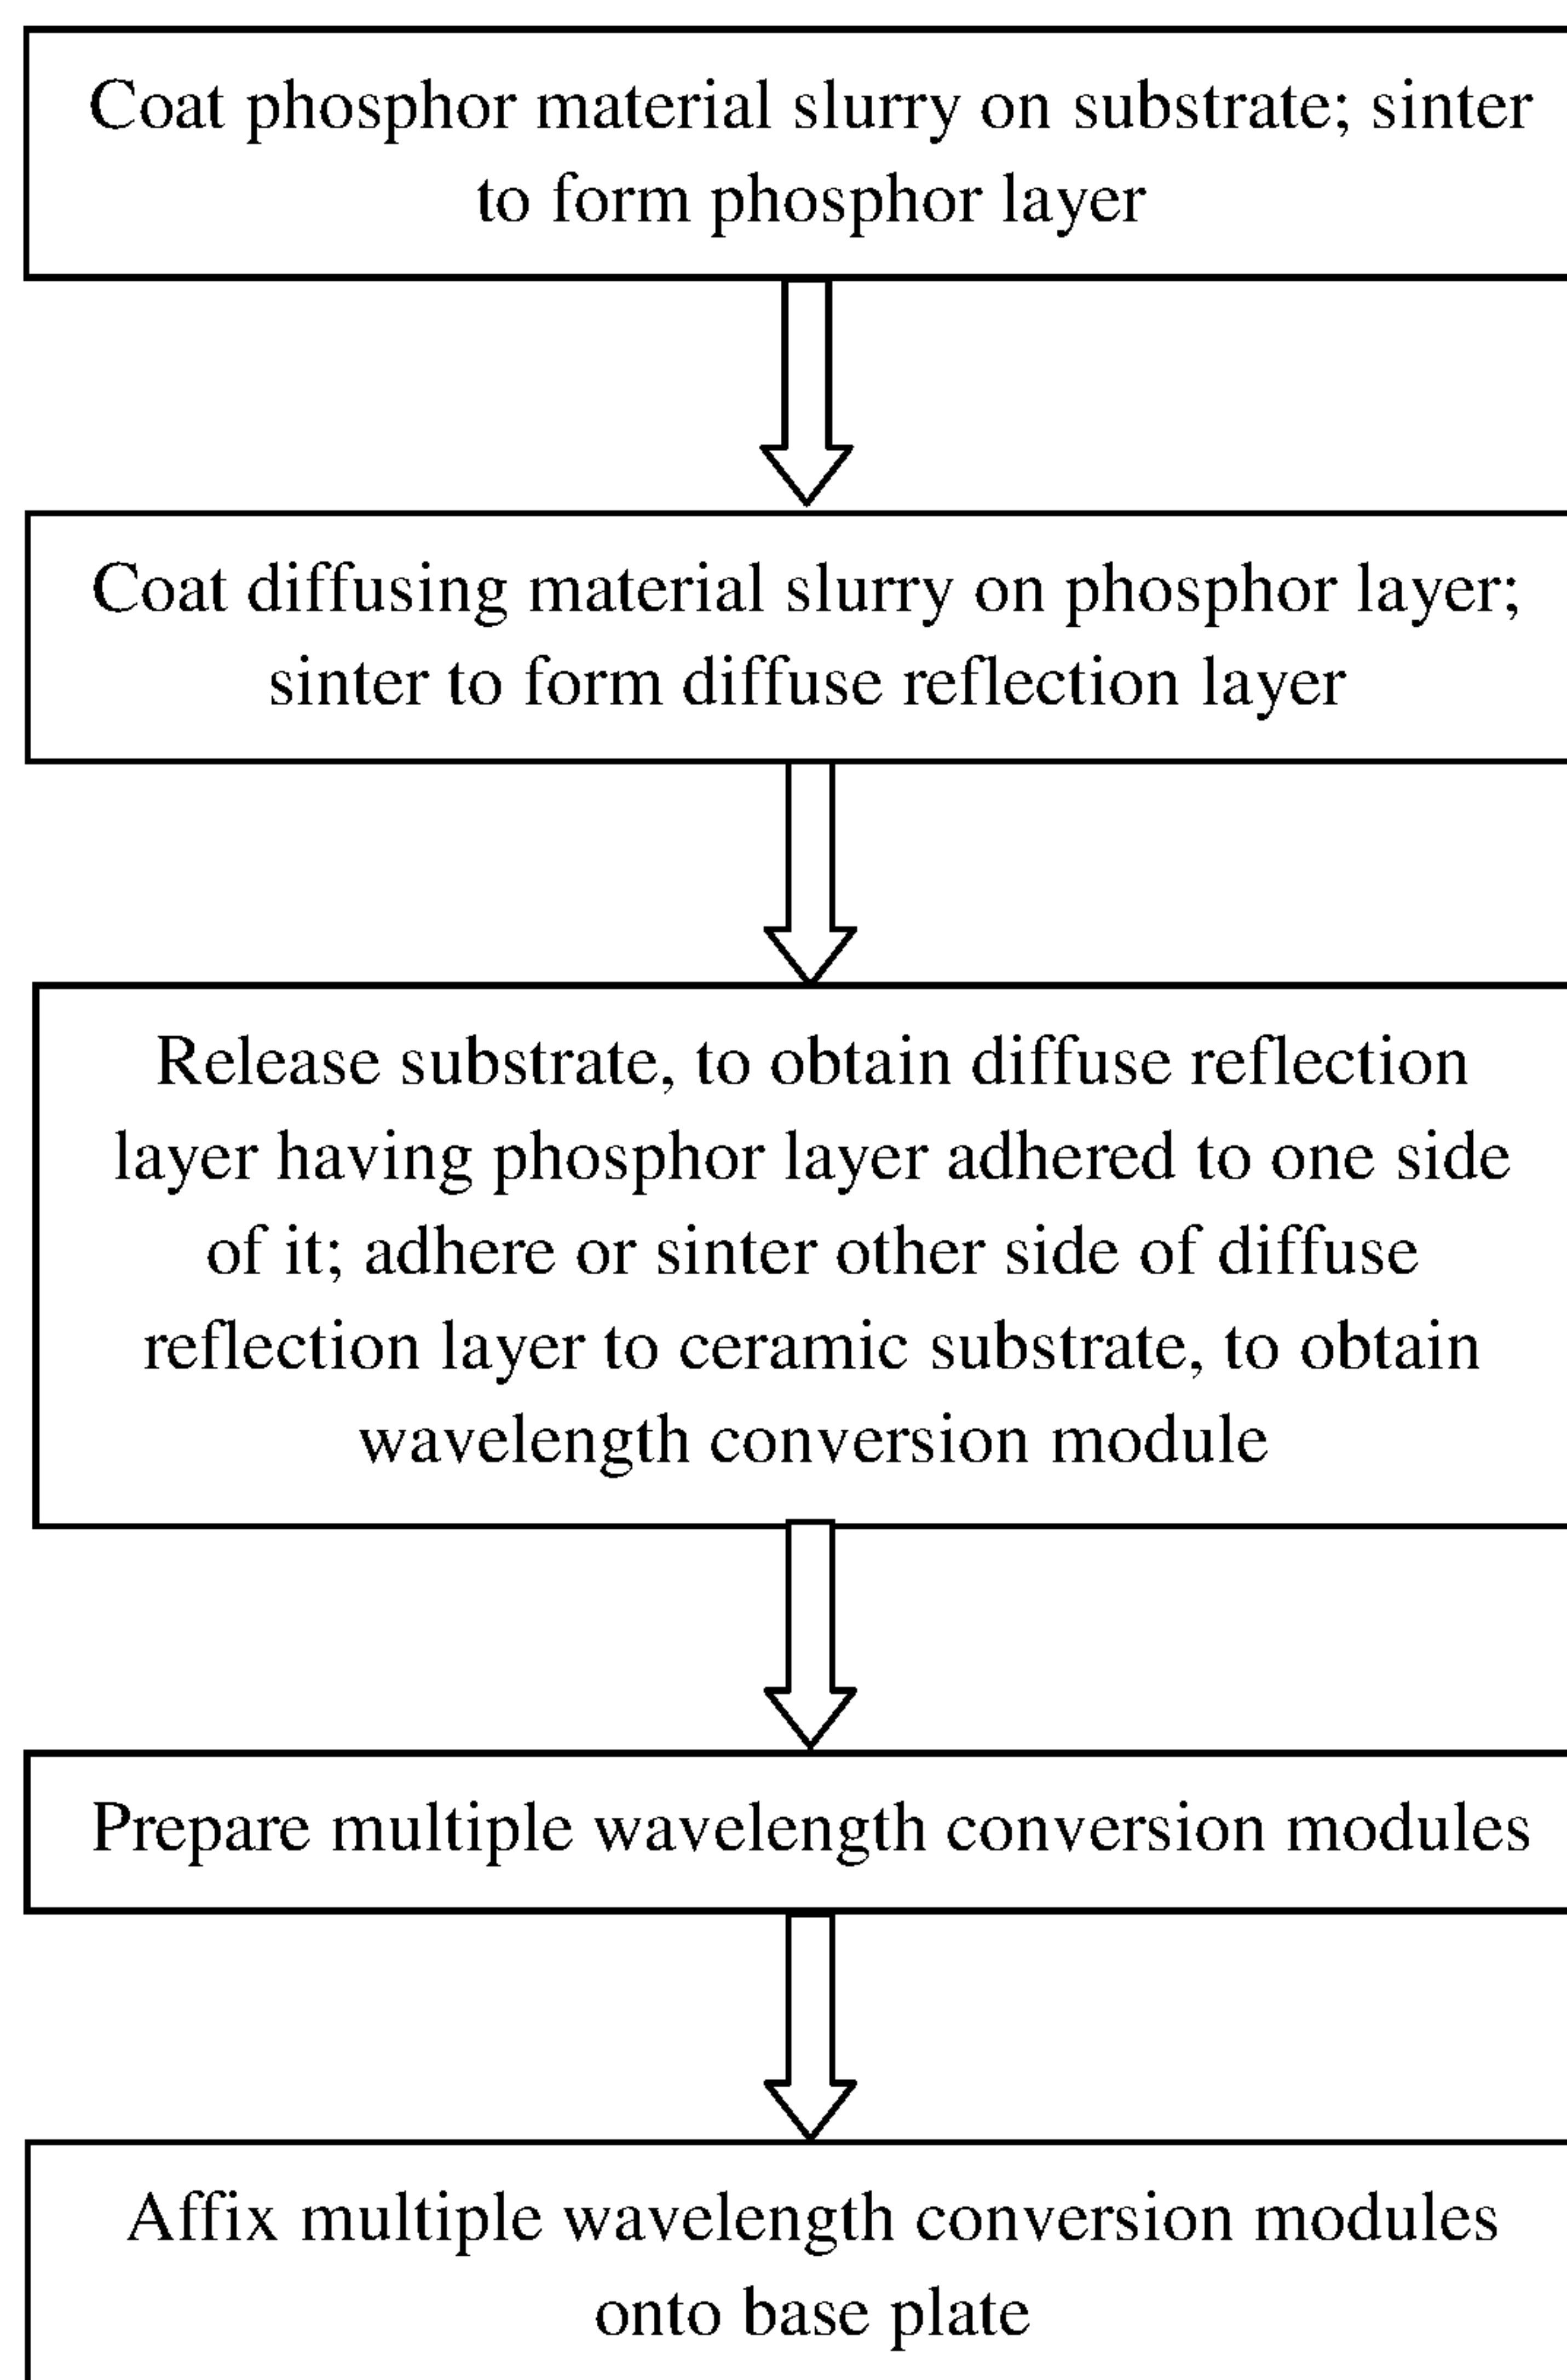 Coat phosphor material slurry on substrate; sinter
to form phosphor layer
Coat diffusing material slurry on phosphor layer;
sinter to form diffuse reflection layer
Release substrate, to obtain diffuse reflection
layer having phosphor layer adhered to one side
of it; adhere or sinter other side of diffuse
reflection layer to ceramic substrate, to obtain
wavelength conversion module
Prepare multiple wavelength conversion modules
Affix multiple wavelength conversion modules
onto base plate